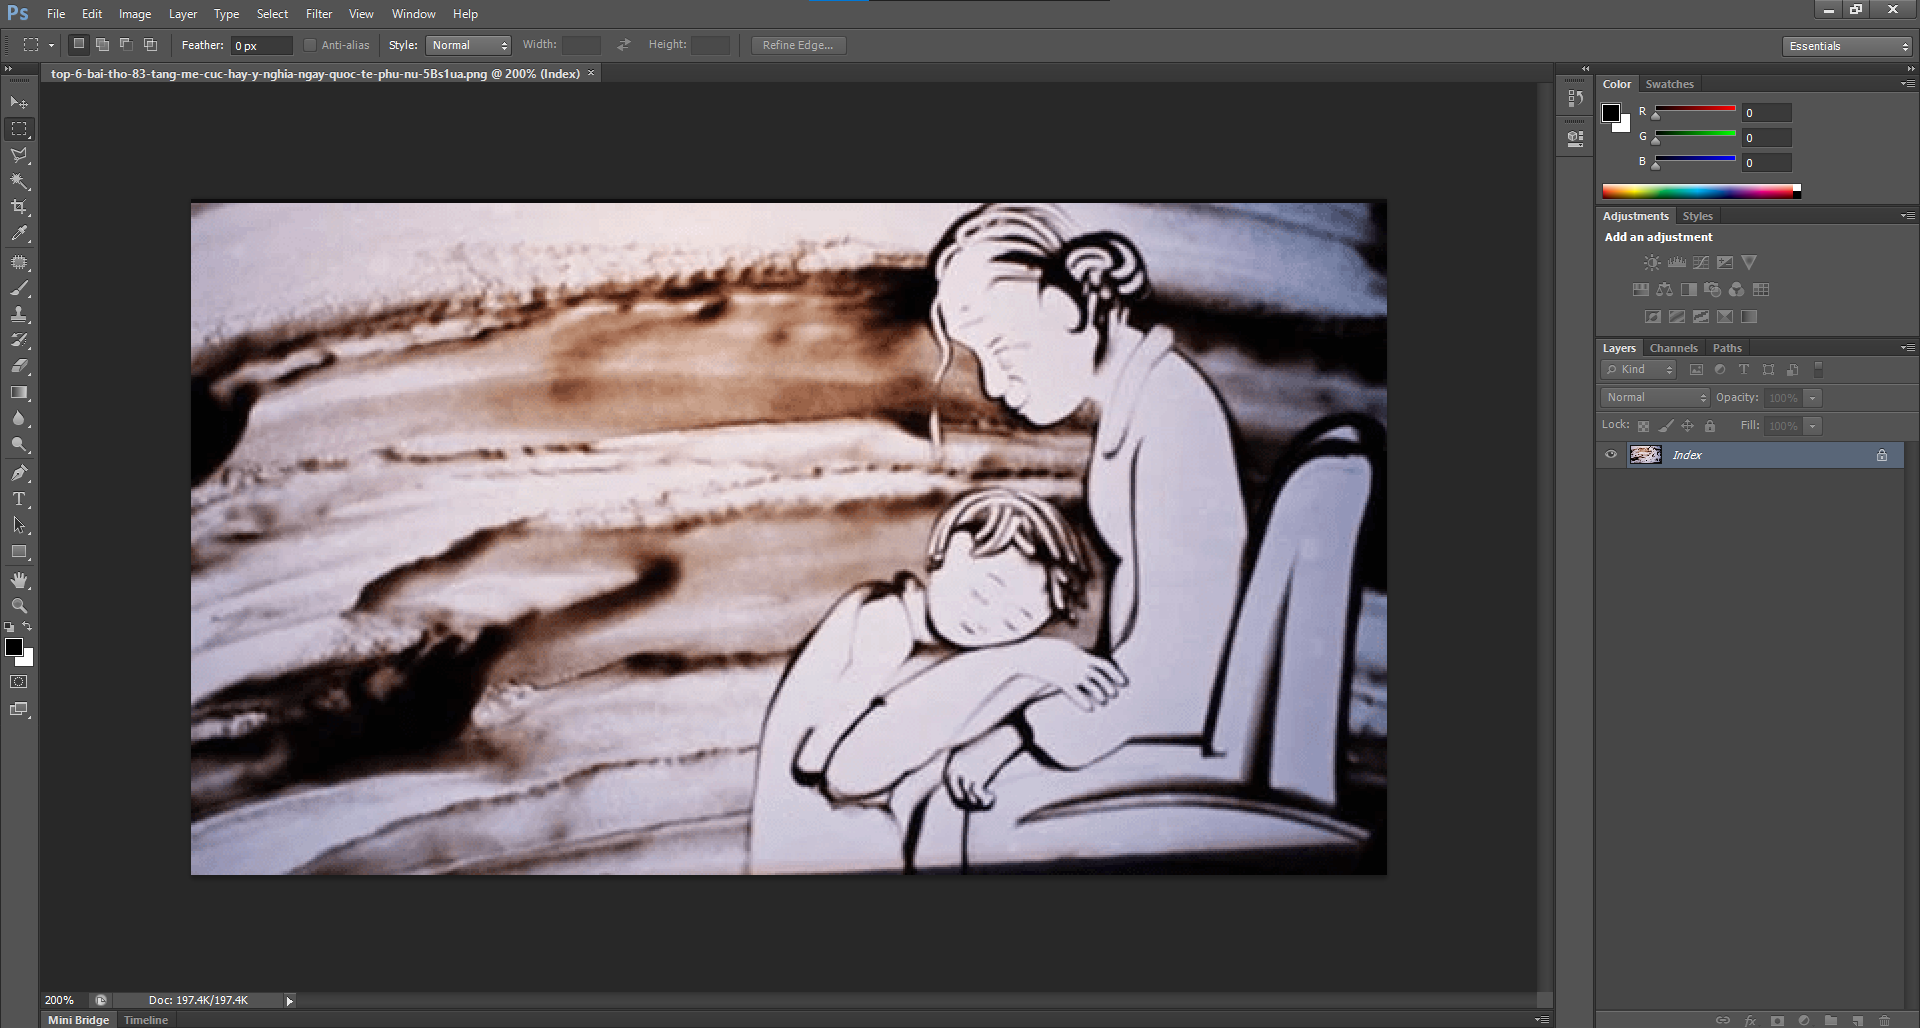 Ps File Edit Image Layer Type Select Filter View Window Help
Feather: 0 px Anti-alias Style: Normal Width: Height: Refine Edge... Essentials
top-6-bai-tho-83-tang-me-cuc-hay-y-nghia-ngay-quoc-te-phu-nu-5Bs1ua.png @ 200% (Index) ×
Color Swatches
R 0
G 0
B 0
Adjustments Styles
Add an adjustment
Layers Channels Paths
Kind
Normal Opacity: 100%
Lock: Fill: 100%
Index
200% Doc: 197.4K/197.4K
Mini Bridge Timeline